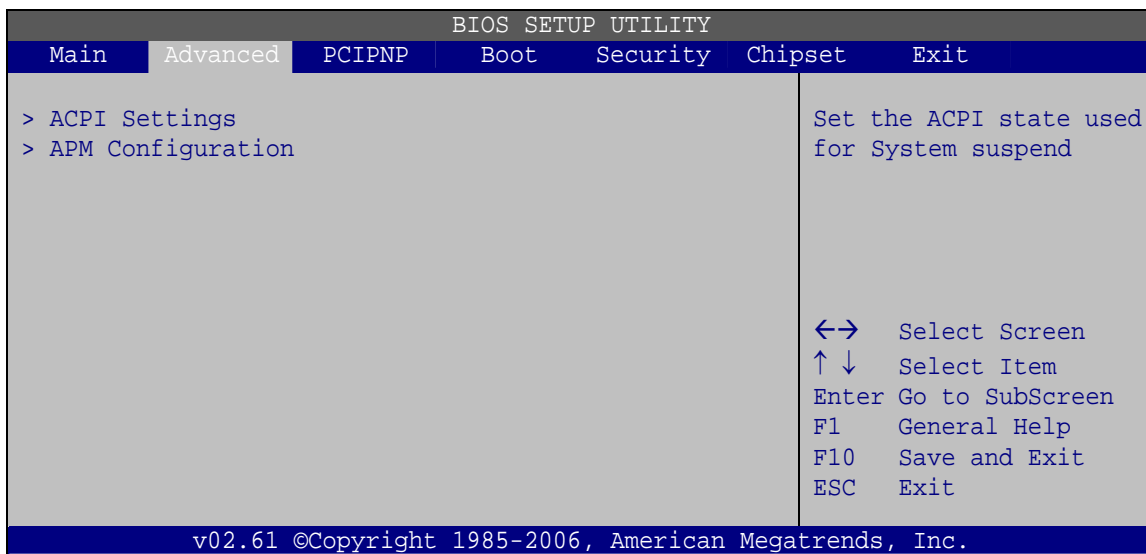 BIOS SETUP UTILITY
Main Advanced PCIPNP Boot Security Chipset Exit
> ACPI Settings
> APM Configuration
Set the ACPI state used
for System suspend
←→ Select Screen
↑ ↓ Select Item
Enter Go to SubScreen
F1 General Help
F10 Save and Exit
ESC Exit
v02.61 ©Copyright 1985-2006, American Megatrends, Inc.